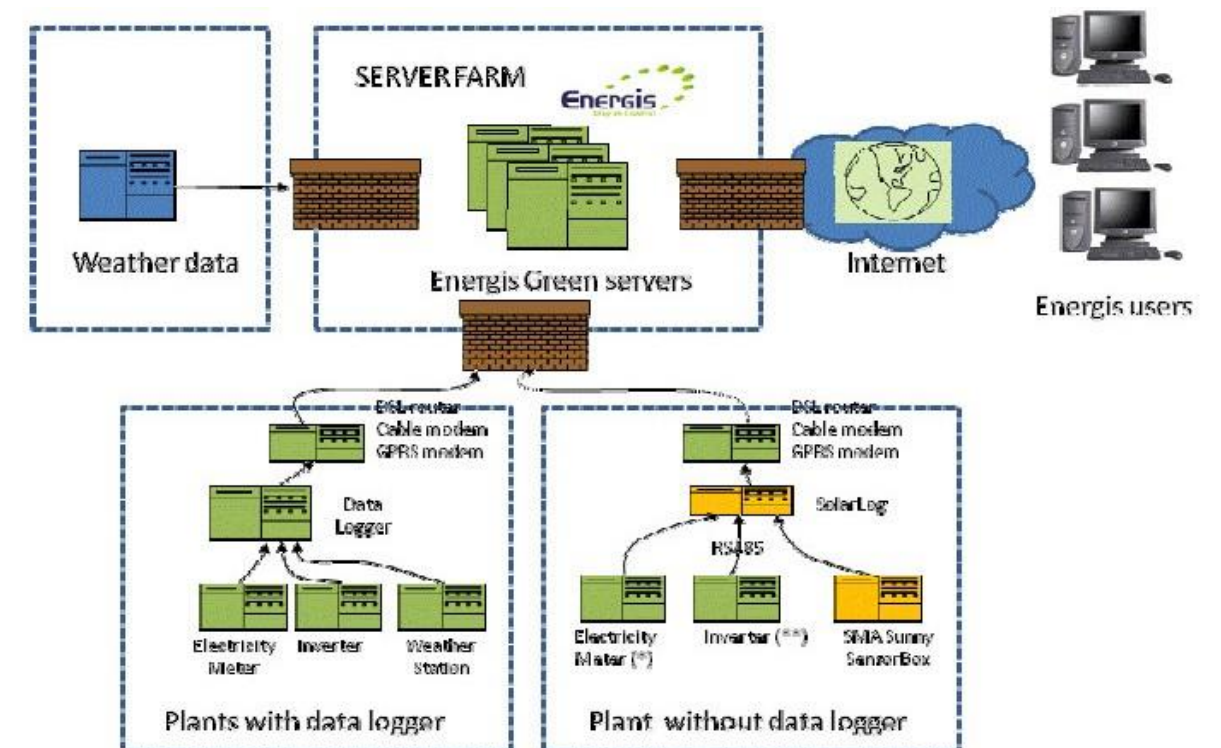 SERVER FARM
Energis
Weather data
Energis Green servers
Internet
Energis users
DSL router
Cable modem
GPRS modem
Data
Logger
Electricity
Meter
Inverter
Weather
Station
Plants with data logger
DSL router
Cable modem
GPRS modem
SolarLog
RS485
Electricity
Meter (*)
Inverter (**)
SMA Sunny
SensorBox
Plant without data logger